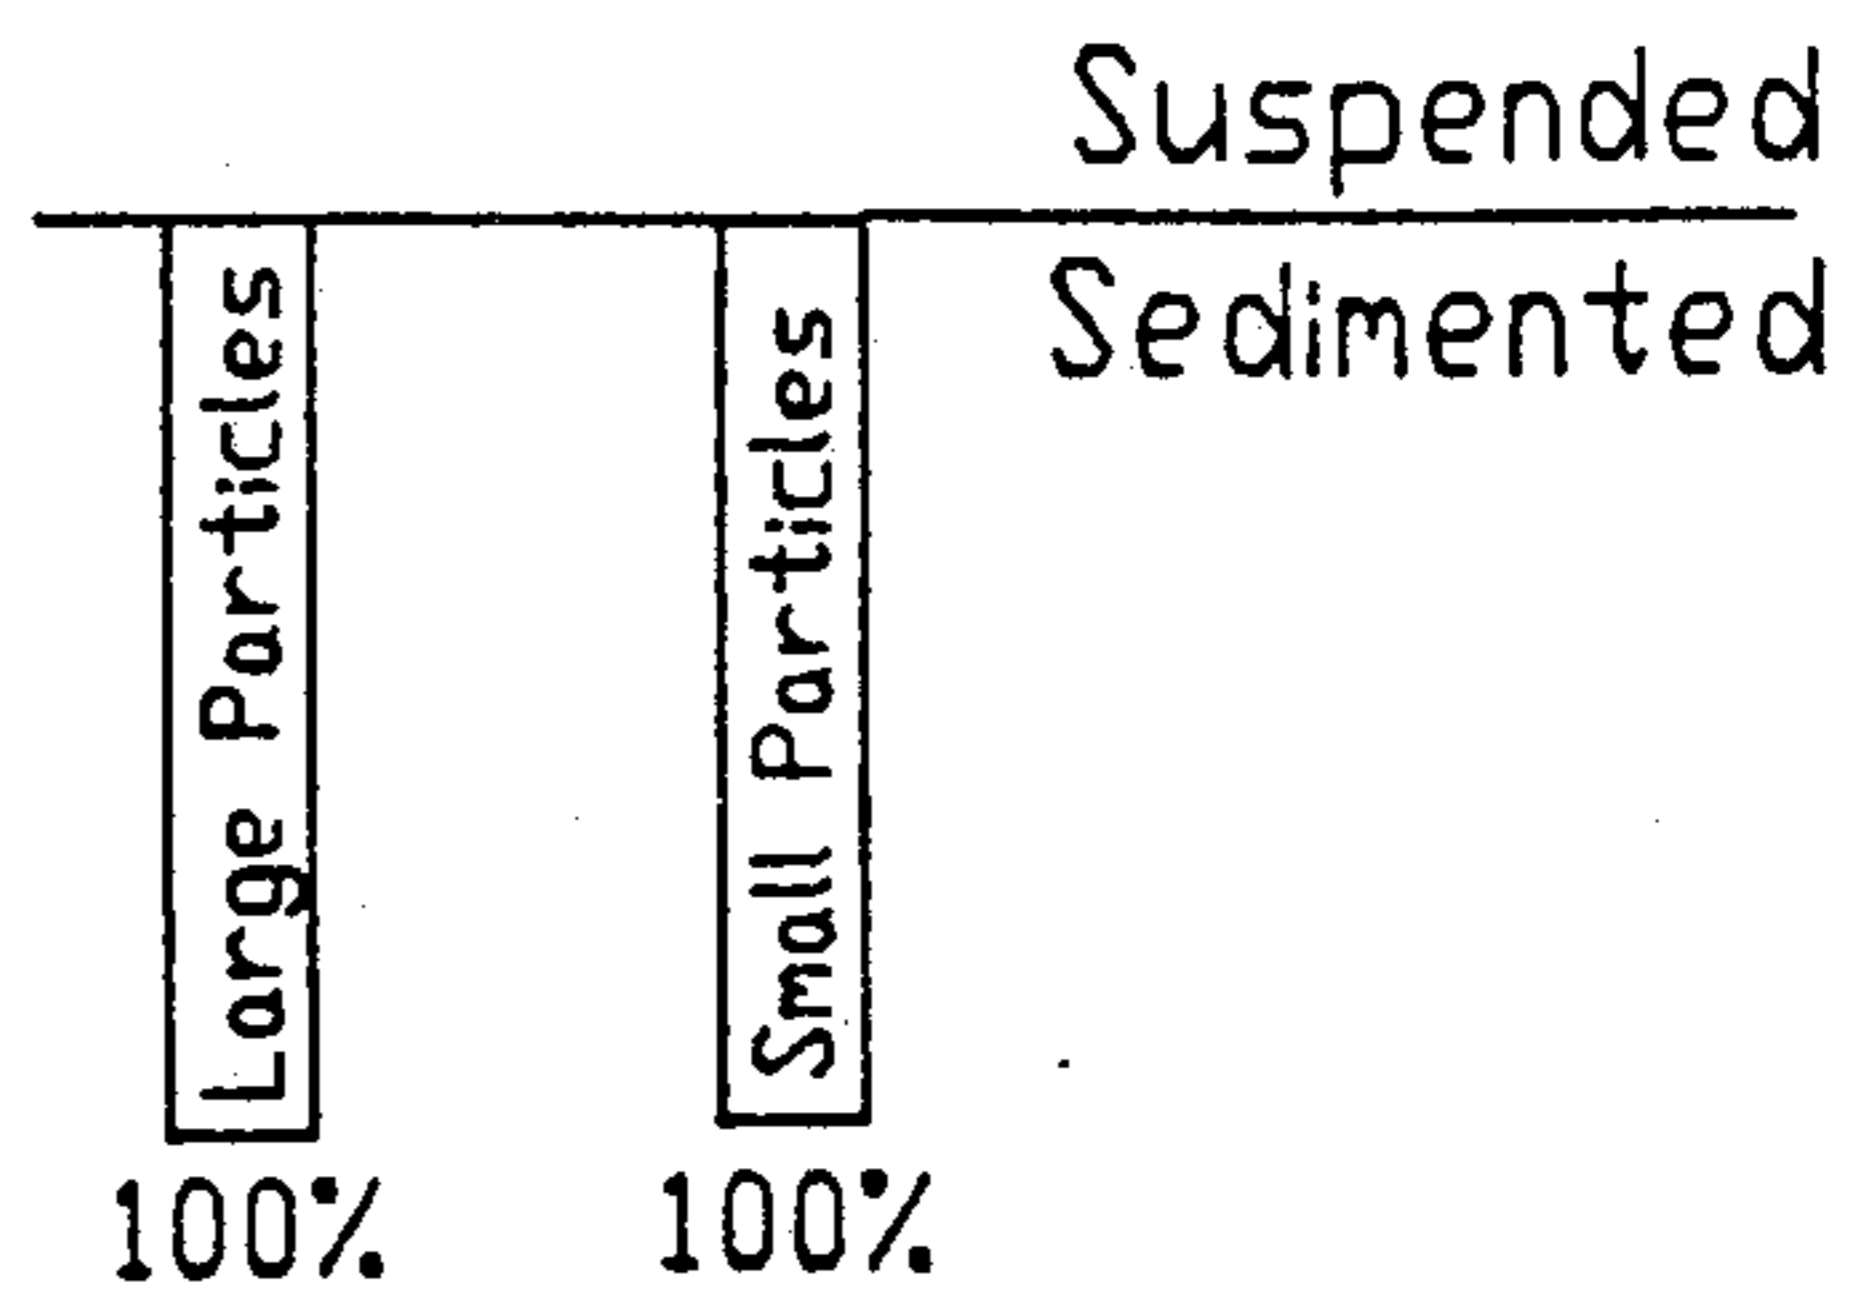 Suspended
Sedimented
Large Particles
Small Particles
100%
100%